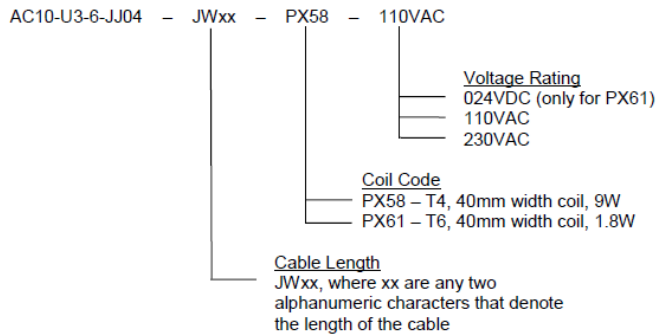 AC10-U3-6-JJ04 – JWxx – PX58 – 110VAC
Voltage Rating
024VDC (only for PX61)
110VAC
230VAC
Coil Code
PX58 – T4, 40mm width coil, 9W
PX61 – T6, 40mm width coil, 1.8W
Cable Length
JWxx, where xx are any two
alphanumeric characters that denote
the length of the cable